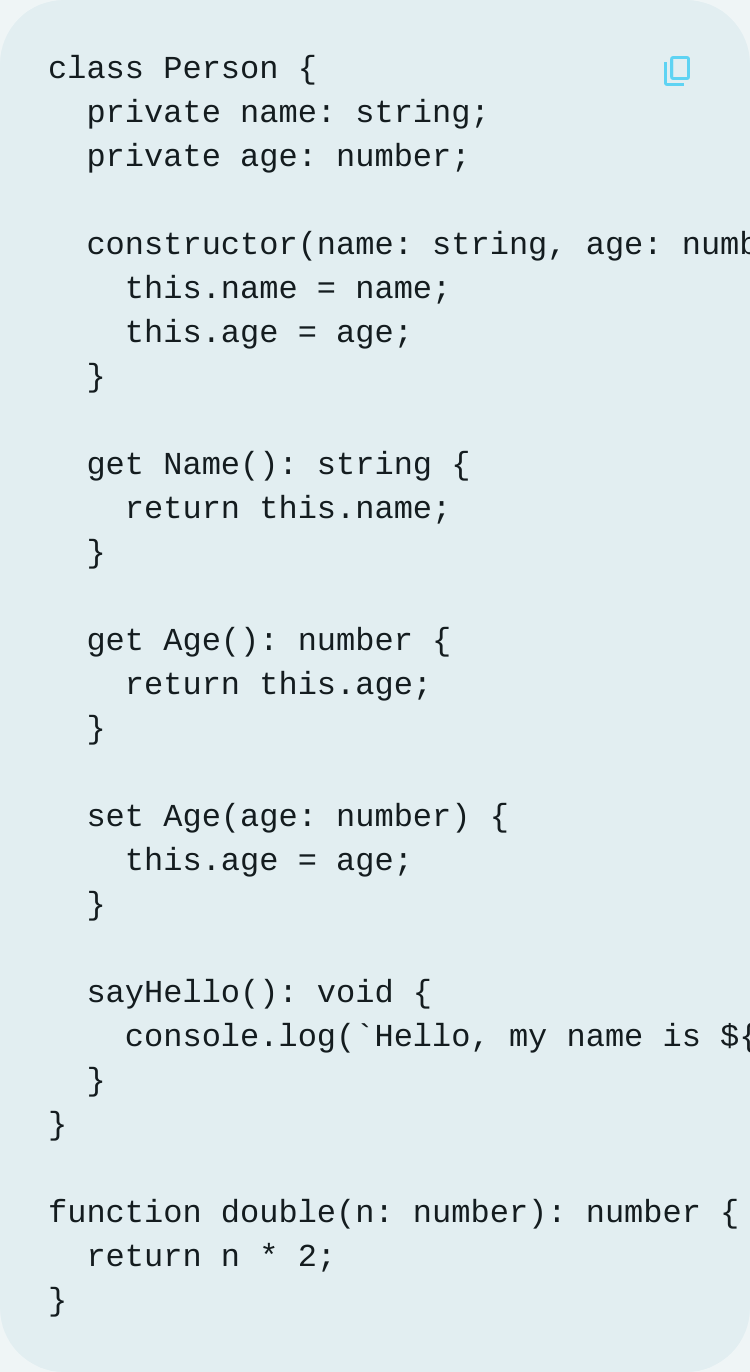 class Person {
  private name: string;
  private age: number;

  constructor(name: string, age: numb
    this.name = name;
    this.age = age;
  }

  get Name(): string {
    return this.name;
  }

  get Age(): number {
    return this.age;
  }

  set Age(age: number) {
    this.age = age;
  }

  sayHello(): void {
    console.log(`Hello, my name is ${
  }
}

function double(n: number): number {
  return n * 2;
}